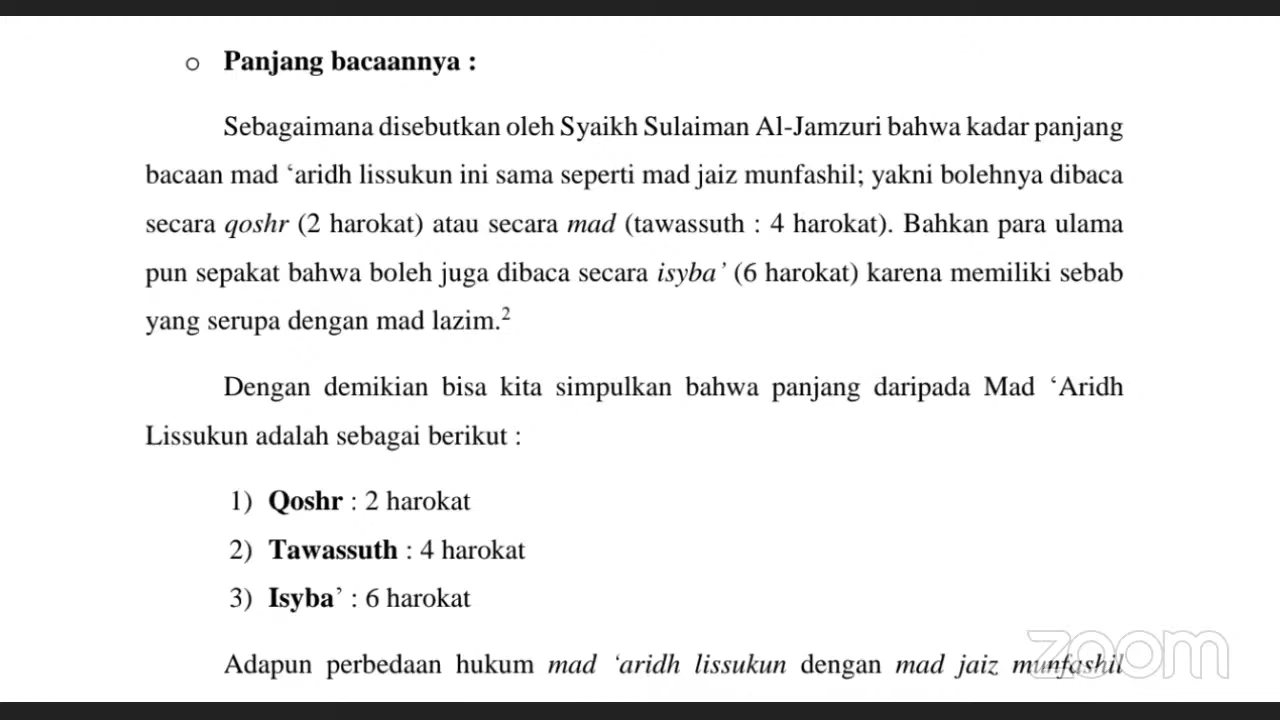 o Panjang bacaannya :
Sebagaimana disebutkan oleh Syaikh Sulaiman Al-Jamzuri bahwa kadar panjang
bacaan mad ‘aridh lissukun ini sama seperti mad jaiz munfashil; yakni bolehnya dibaca
secara qoshr (2 harokat) atau secara mad (tawassuth : 4 harokat). Bahkan para ulama
pun sepakat bahwa boleh juga dibaca secara isyba’ (6 harokat) karena memiliki sebab
yang serupa dengan mad lazim.2
Dengan demikian bisa kita simpulkan bahwa panjang daripada Mad ‘Aridh
Lissukun adalah sebagai berikut :
1) Qoshr : 2 harokat
2) Tawassuth : 4 harokat
3) Isyba’ : 6 harokat
Adapun perbedaan hukum mad ‘aridh lissukun dengan mad jaiz munfashil
zoom